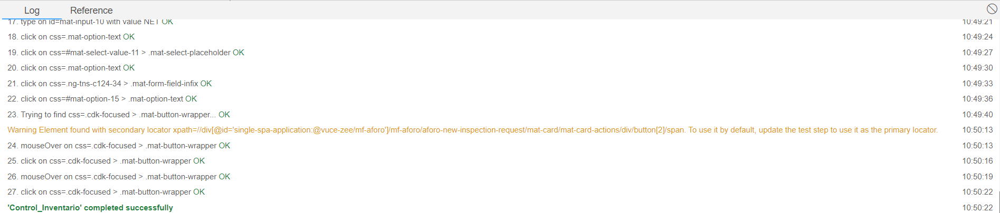 Log Reference
17. type on id=mat-input-10 with value NET OK 10:49:21
18. click on css=.mat-option-text OK 10:49:24
19. click on css=#mat-select-value-11 > .mat-select-placeholder OK 10:49:27
20. click on css=.mat-option-text OK 10:49:30
21. click on css=.ng-tns-c124-34 > .mat-form-field-infix OK 10:49:33
22. click on css=#mat-option-15 > .mat-option-text OK 10:49:36
23. Trying to find css=.cdk-focused > .mat-button-wrapper... OK 10:49:40
Warning Element found with secondary locator xpath=//div[@id='single-spa-application:@vuce-zee/mf-aforo']/mf-aforo/aforo-new-inspection-request/mat-card/mat-card-actions/div/button[2]/span. To use it by default, update the test step to use it as the primary locator. 10:50:13
24. mouseOver on css=.cdk-focused > .mat-button-wrapper OK 10:50:13
25. click on css=.cdk-focused > .mat-button-wrapper OK 10:50:16
26. mouseOver on css=.cdk-focused > .mat-button-wrapper OK 10:50:19
27. click on css=.cdk-focused > .mat-button-wrapper OK 10:50:22
'Control_Inventario' completed successfully 10:50:22